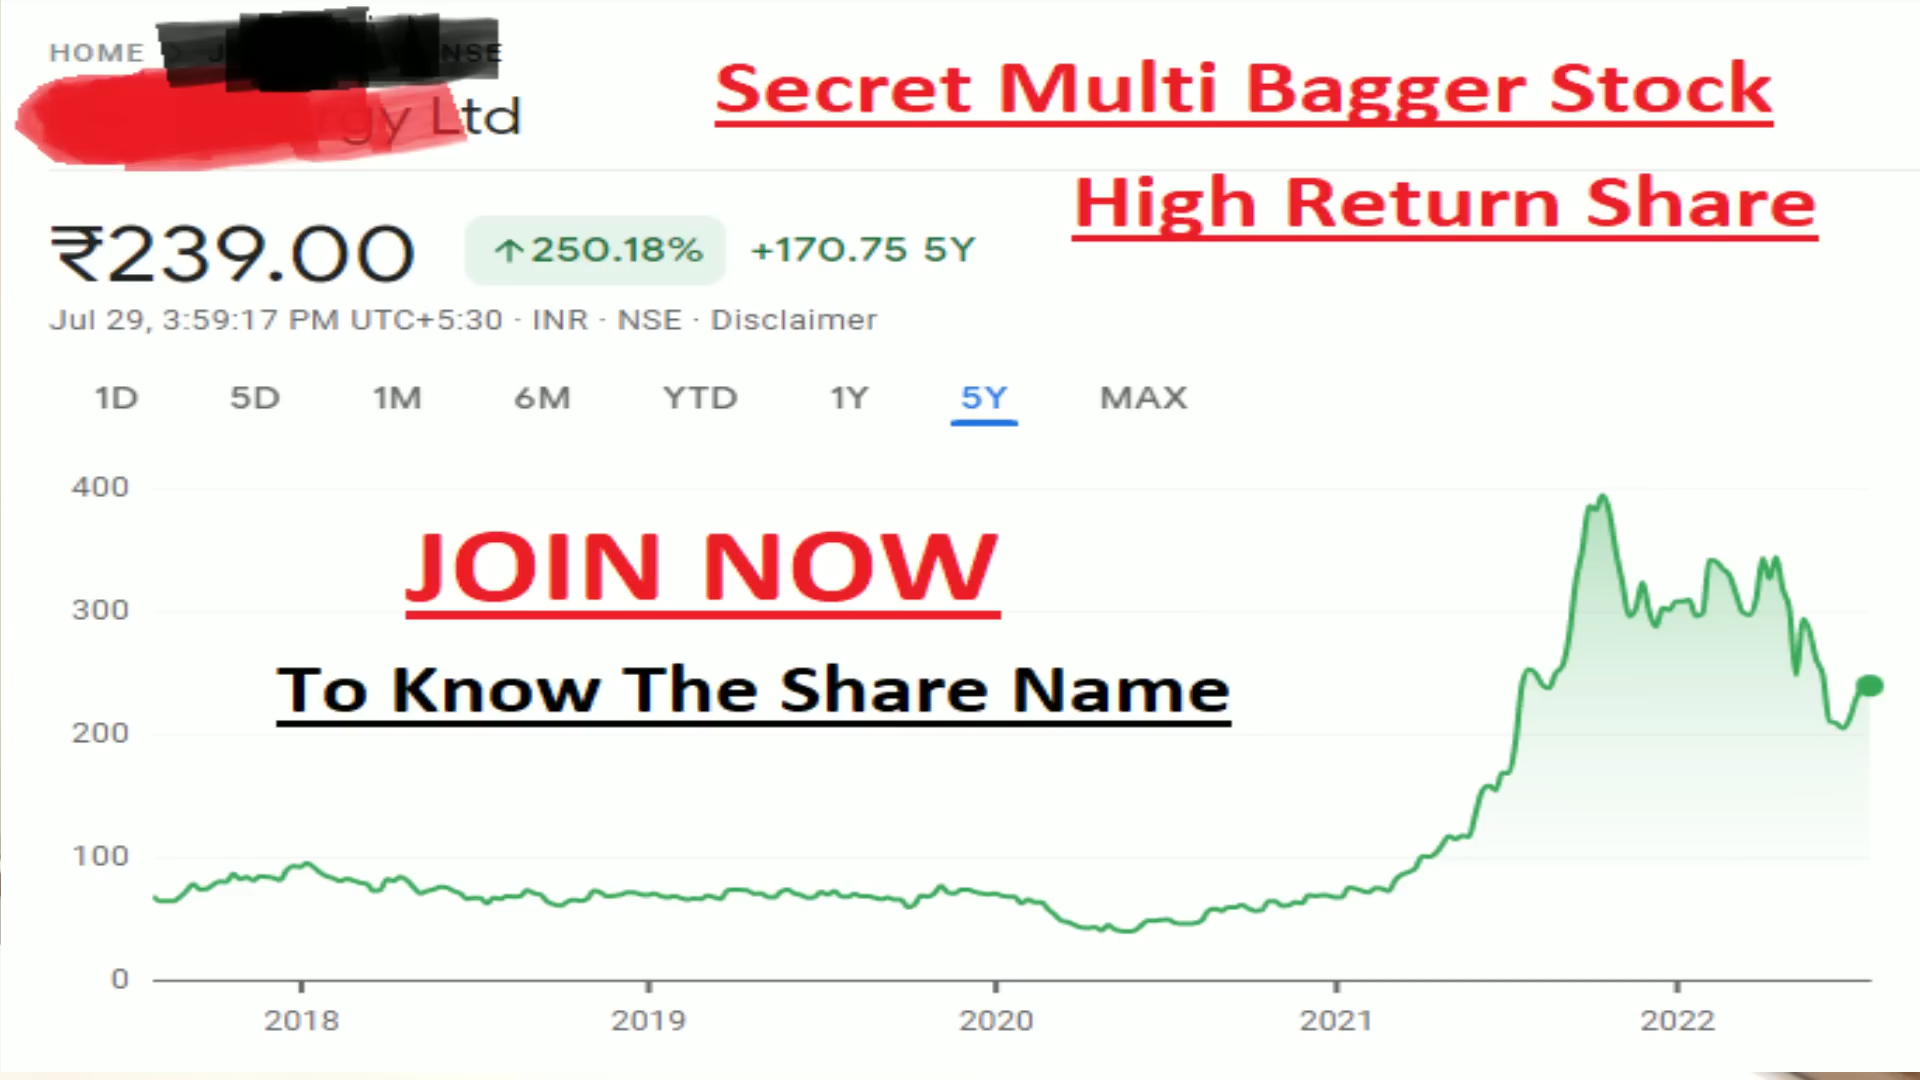 HOME
NSE
Secret Multi Bagger Stock
rgy Ltd
High Return Share
₹239.00 ↑250.18% +170.75 5Y
Jul 29, 3:59:17 PM UTC+5:30 · INR · NSE · Disclaimer
1D 5D 1M 6M YTD 1Y 5Y MAX
400
JOIN NOW
300
To Know The Share Name
200
100
0
2018 2019 2020 2021 2022